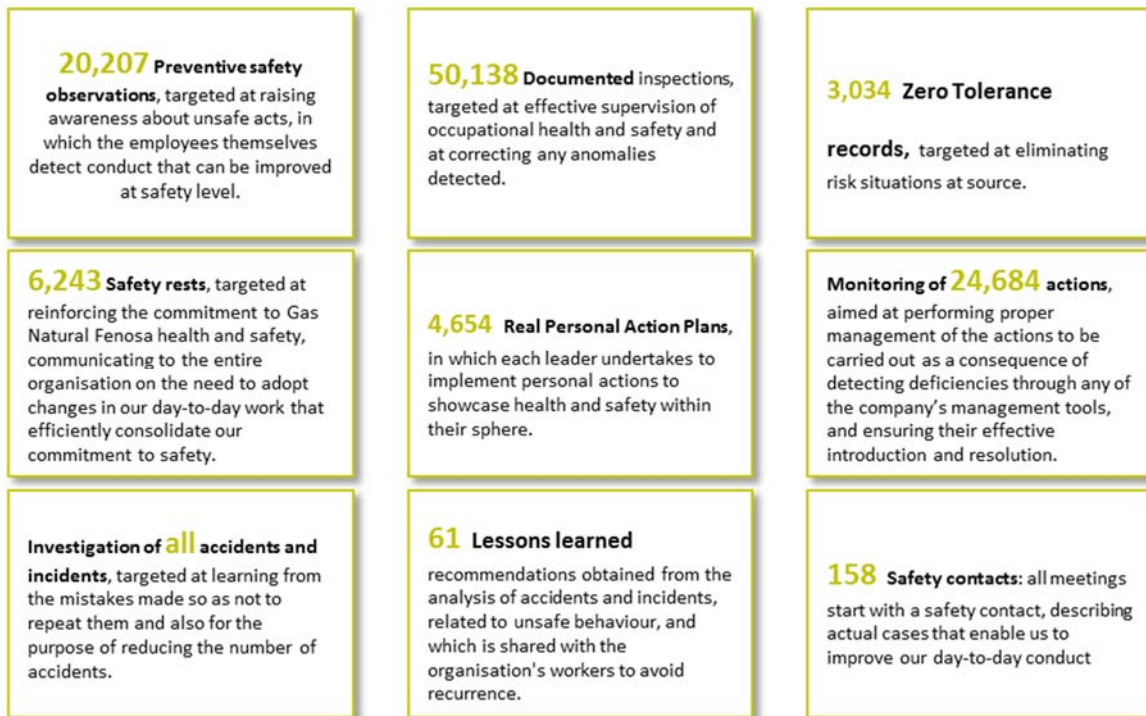 20,207 Preventive safety
observations, targeted at raising
awareness about unsafe acts, in
which the employees themselves
detect conduct that can be improved
at safety level.
50,138 Documented inspections,
targeted at effective supervision of
occupational health and safety and
at correcting any anomalies
detected.
3,034 Zero Tolerance
records, targeted at eliminating
risk situations at source.
6,243 Safety rests, targeted at
reinforcing the commitment to Gas
Natural Fenosa health and safety,
communicating to the entire
organisation on the need to adopt
changes in our day-to-day work that
efficiently consolidate our
commitment to safety.
4,654 Real Personal Action Plans,
in which each leader undertakes to
implement personal actions to
showcase health and safety within
their sphere.
Monitoring of 24,684 actions,
aimed at performing proper
management of the actions to be
carried out as a consequence of
detecting deficiencies through any of
the company's management tools,
and ensuring their effective
introduction and resolution.
Investigation of all accidents and
incidents, targeted at learning from
the mistakes made so as not to
repeat them and also for the
purpose of reducing the number of
accidents.
61 Lessons learned
recommendations obtained from the
analysis of accidents and incidents,
related to unsafe behaviour, and
which is shared with the
organisation's workers to avoid
recurrence.
158 Safety contacts: all meetings
start with a safety contact, describing
actual cases that enable us to
improve our day-to-day conduct